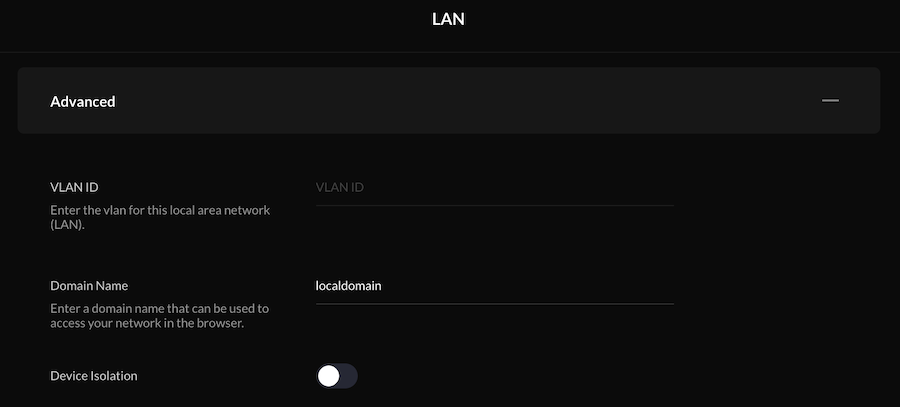 LAN
Advanced
VLAN ID
VLAN ID
Enter the vlan for this local area network
(LAN).
Domain Name
localdomain
Enter a domain name that can be used to
access your network in the browser.
Device Isolation